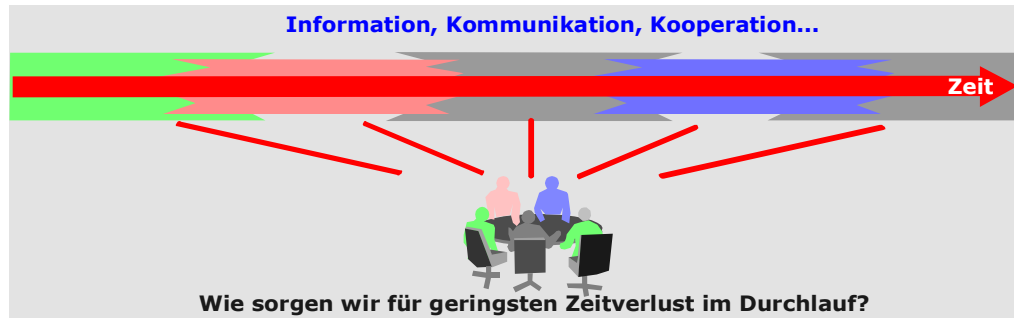 Information, Kommunikation, Kooperation...
Zeit
Wie sorgen wir für geringsten Zeitverlust im Durchlauf?